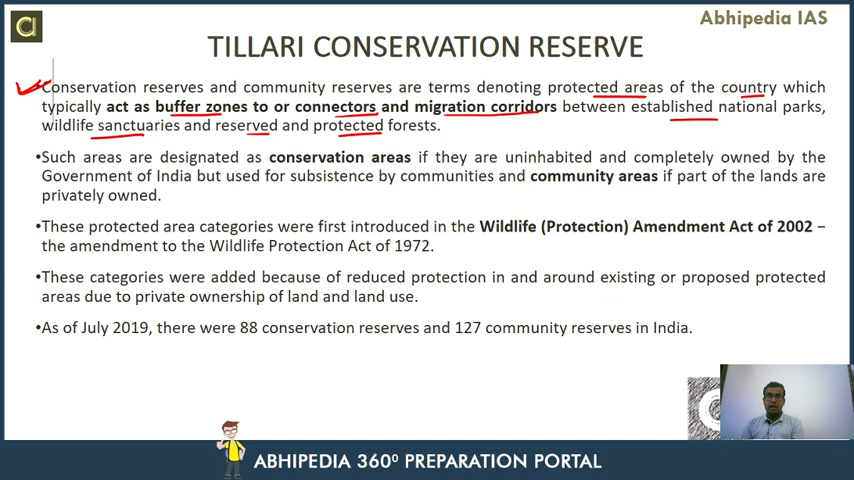 Abhipedia IAS
TILLARI CONSERVATION RESERVE
Conservation reserves and community reserves are terms denoting protected areas of the country which
typically act as buffer zones to or connectors and migration corridors between established national parks,
wildlife sanctuaries and reserved and protected forests.
•Such areas are designated as conservation areas if they are uninhabited and completely owned by the
Government of India but used for subsistence by communities and community areas if part of the lands are
privately owned.
•These protected area categories were first introduced in the Wildlife (Protection) Amendment Act of 2002 −
the amendment to the Wildlife Protection Act of 1972.
•These categories were added because of reduced protection in and around existing or proposed protected
areas due to private ownership of land and land use.
•As of July 2019, there were 88 conservation reserves and 127 community reserves in India.
ABHIPEDIA 360⁰ PREPARATION PORTAL